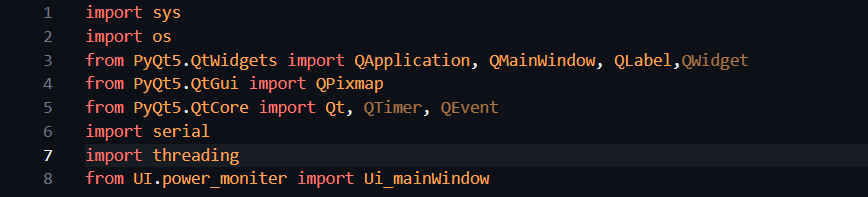 1 import sys
2 import os
3 from PyQt5.QtWidgets import QApplication, QMainWindow, QLabel,QWidget
4 from PyQt5.QtGui import QPixmap
5 from PyQt5.QtCore import Qt, QTimer, QEvent
6 import serial
7 import threading
8 from UI.power_moniter import Ui_mainWindow